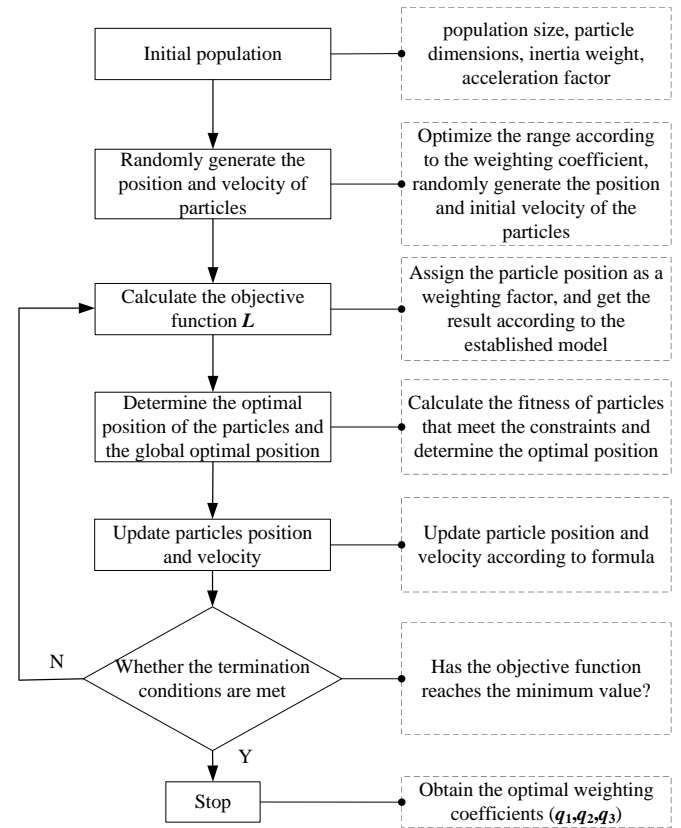 Initial population
population size, particle
dimensions, inertia weight,
acceleration factor
Randomly generate the
position and velocity of
particles
Optimize the range according
to the weighting coefficient,
randomly generate the position
and initial velocity of the
particles
Calculate the objective
function L
Assign the particle position as a
weighting factor, and get the
result according to the
established model
Determine the optimal
position of the particles and
the global optimal position
Calculate the fitness of particles
that meet the constraints and
determine the optimal position
Update particles position
and velocity
Update particle position and
velocity according to formula
N
Whether the termination
conditions are met
Has the objective function
reaches the minimum value?
Y
Stop
Obtain the optimal weighting
coefficients (q₁,q₂,q₃)